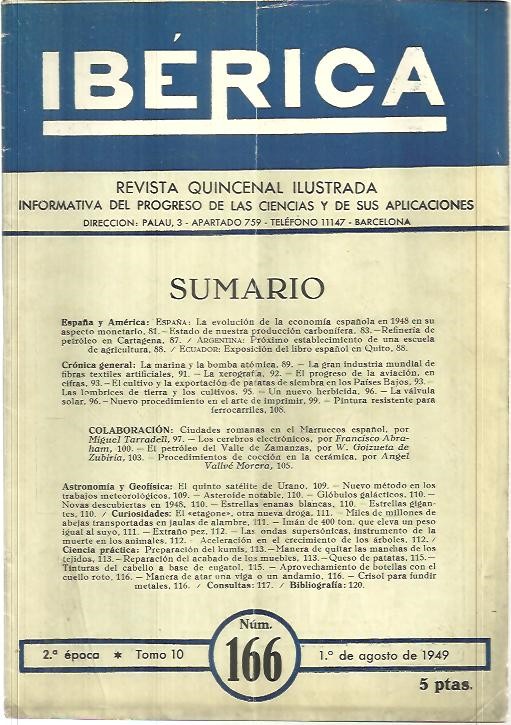 IBÉRICA
REVISTA QUINCENAL ILUSTRADA
INFORMATIVA DEL PROGRESO DE LAS CIENCIAS Y DE SUS APLICACIONES
DIRECCION: PALAU, 3 - APARTADO 759 - TELÉFONO 11147 - BARCELONA
SUMARIO
España y América: ESPAÑA: La evolución de la economía española en 1948 en su
aspecto monetario, 81. – Estado de nuestra producción carbonífera. 83. – Refinería de
petróleo en Cartagena, 87. / ARGENTINA: Próximo establecimiento de una escuela
de agricultura, 88. / ECUADOR: Exposición del libro español en Quito, 88.
Crónica general: La marina y la bomba atómica, 89. – La gran industria mundial de
fibras textiles artificiales, 91. – La xerografía, 92. – El progreso de la aviación, en
cifras, 93. – El cultivo y la exportación de patatas de siembra en los Países Bajos, 93. –
Las lombrices de tierra y los cultivos, 95. – Un nuevo herbicida, 96. – La válvula
solar, 96. – Nuevo procedimiento en el arte de imprimir, 99. – Pintura resistente para
ferrocarriles, 108.
COLABORACIÓN: Ciudades romanas en el Marruecos español, por
Miguel Tarradell, 97. – Los cerebros electrónicos, por Francisco Abra-
ham, 100. – El petróleo del Valle de Zamanzas, por W. Goizueta de
Zubiría, 103. – Procedimientos de cocción en la cerámica, por Angel
Vallvé Morera, 105.
Astronomía y Geofísica: El quinto satélite de Urano, 109. – Nuevo método en los
trabajos meteorológicos, 109. – Asteroide notable, 110. – Glóbulos galácticos, 110. –
Novas descubiertas en 1948, 110. – Estrellas enanas blancas, 110. – Estrellas gigan-
tes, 110. / Curiosidades: El «etagone», otra nueva droga, 111. – Miles de millones de
abejas transportadas en jaulas de alambre, 111. – Imán de 400 ton. que eleva un peso
igual al suyo, 111. – Extraño pez, 112. – Las ondas supersónicas, instrumento de la
muerte en los animales, 112. – Aceleración en el crecimiento de los árboles, 112. /
Ciencia práctica: Preparación del kumis, 113. – Manera de quitar las manchas de los
tejidos, 113. – Reparación del acabado de los muebles, 113. – Queso de patatas, 115. –
Tinturas del cabello a base de eugatol, 115. – Aprovechamiento de botellas con el
cuello roto, 116. – Manera de atar una viga o un andamio, 116. – Crisol para fundir
metales, 116. / Consultas: 117. / Bibliografía: 120.
Núm.
2.ª época * Tomo 10
166
1.º de agosto de 1949
5 ptas.